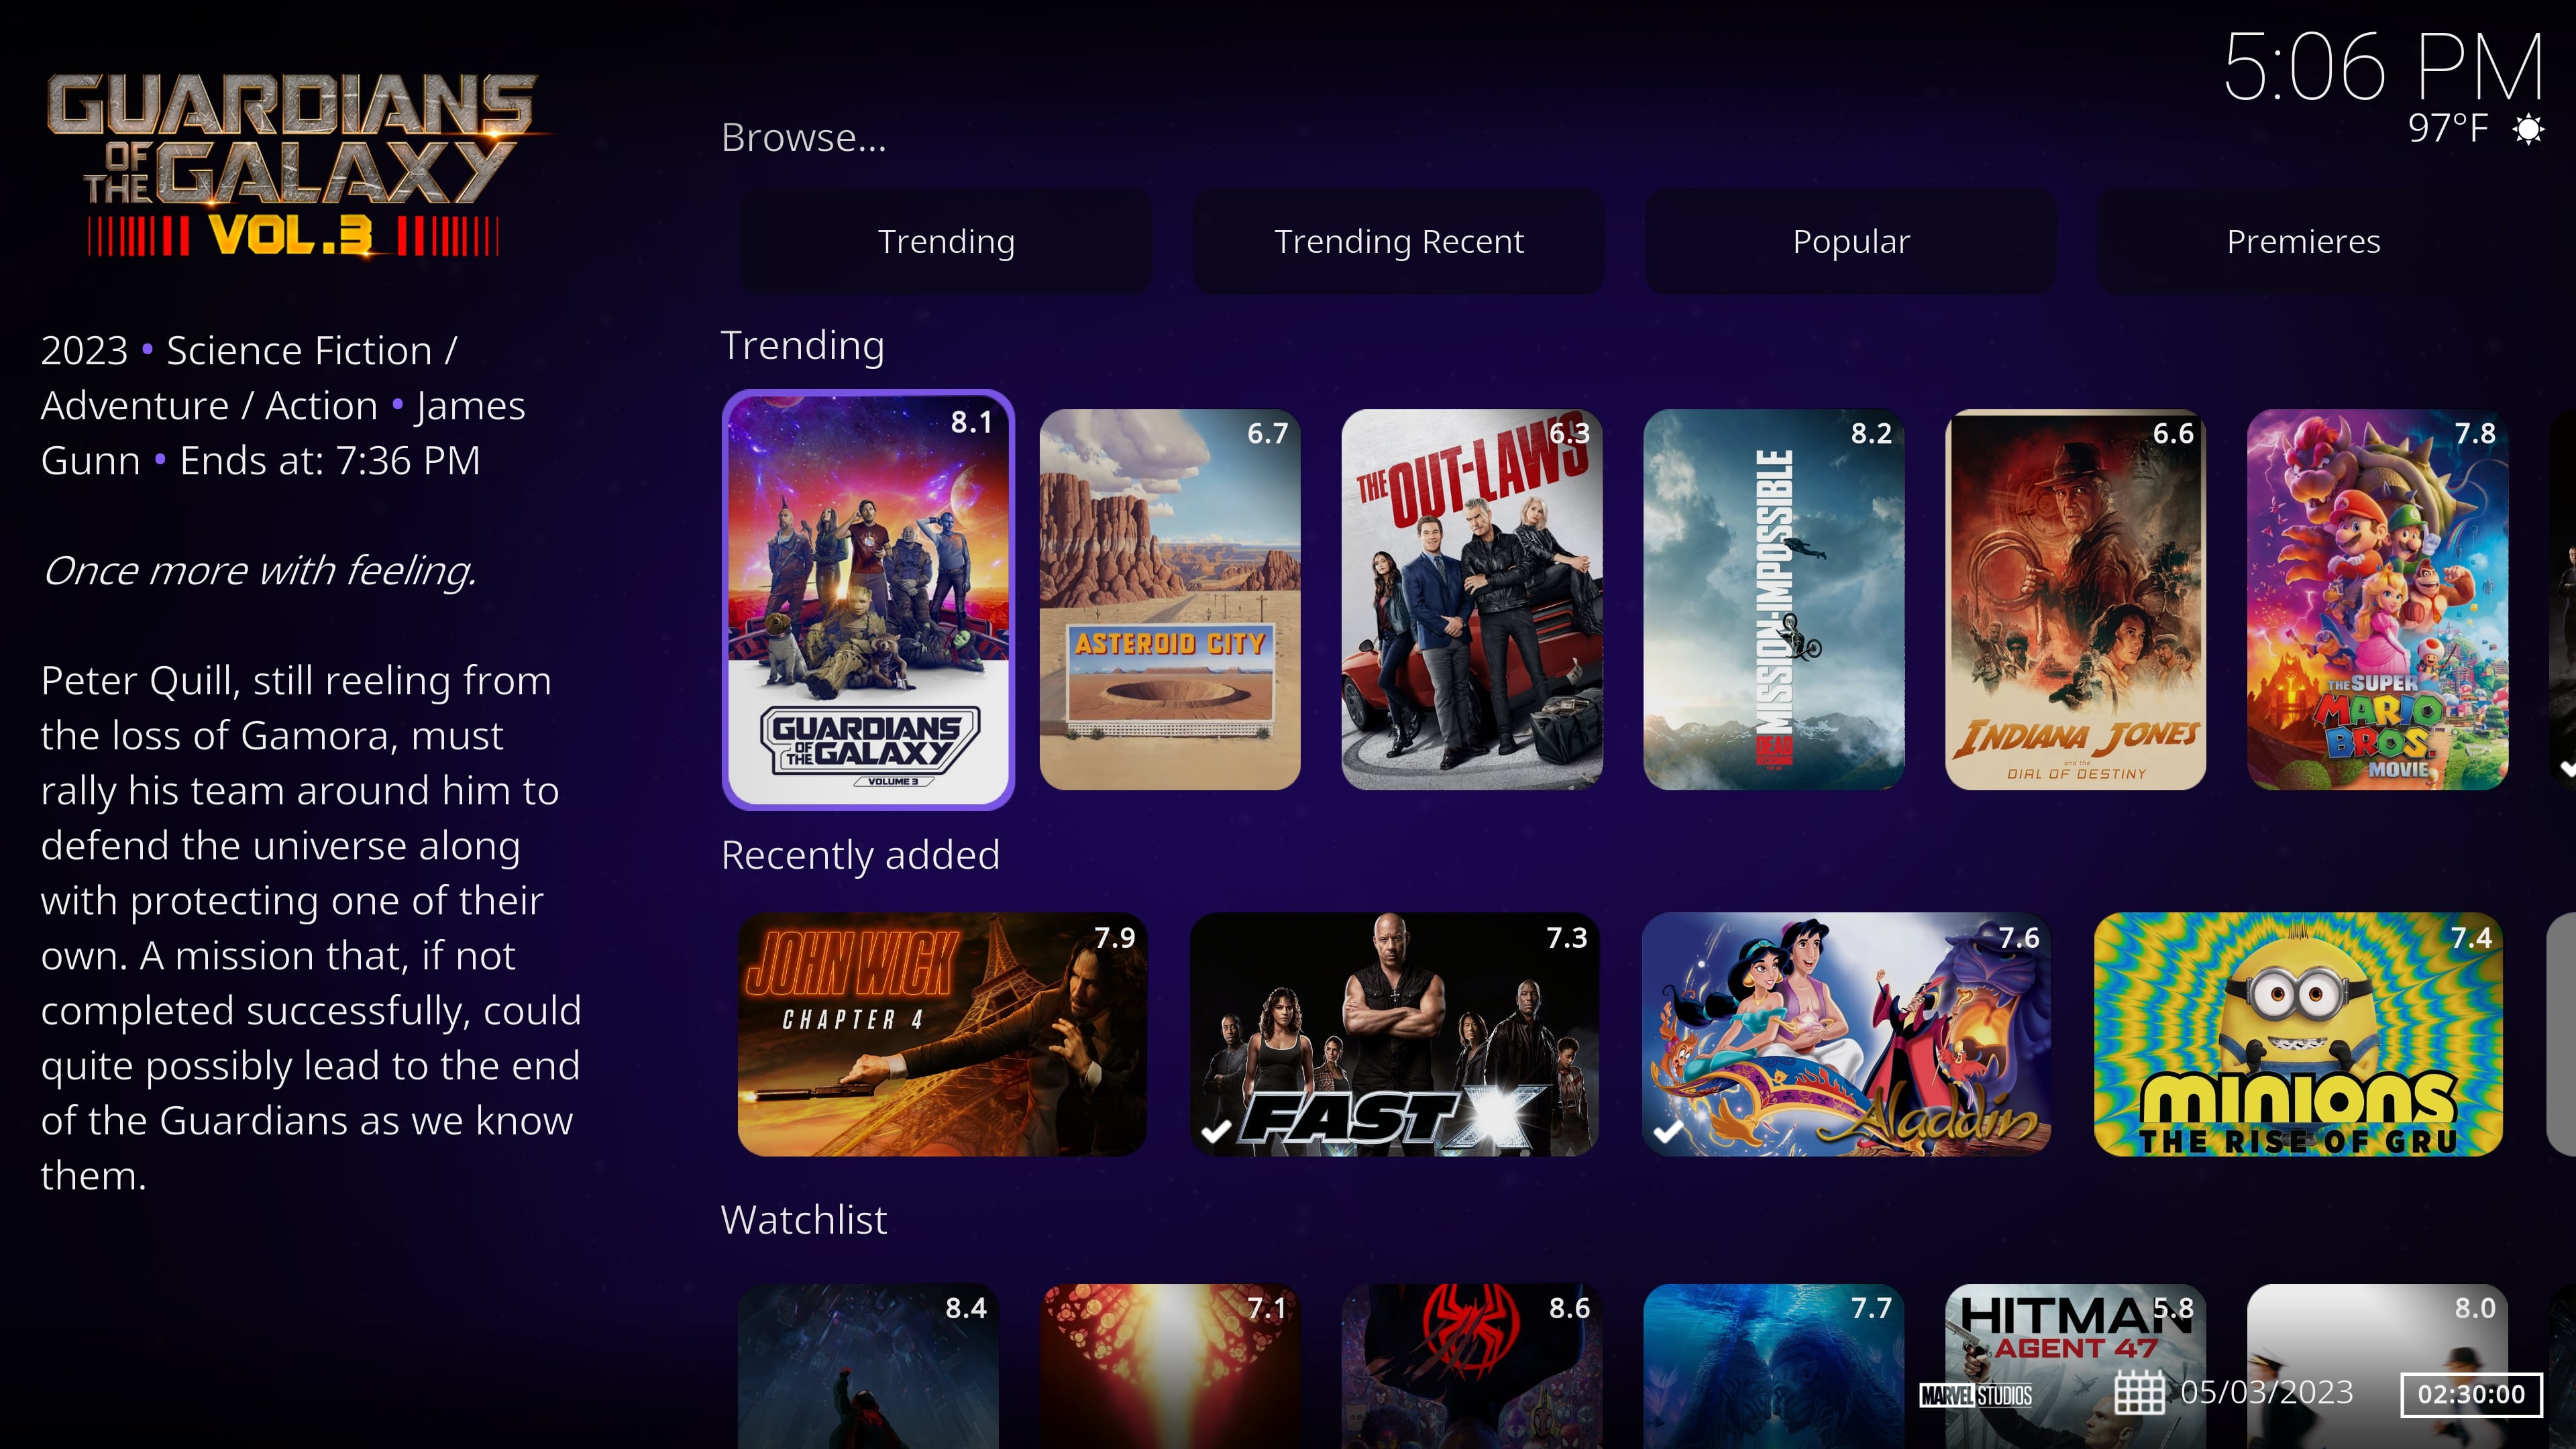 GUARDIANS
OF
THE GALAXY
VOL.3
2023 • Science Fiction /
Adventure / Action • James
Gunn • Ends at: 7:36 PM
Once more with feeling.
Peter Quill, still reeling from
the loss of Gamora, must
rally his team around him to
defend the universe along
with protecting one of their
own. A mission that, if not
completed successfully, could
quite possibly lead to the end
of the Guardians as we know
them.
5:06 PM
97°F
Browse...
Trending
Trending Recent
Popular
Premieres
Trending
8.1
GUARDIANS
OF
THE GALAXY
VOLUME 3
6.7
ASTEROID CITY
6.3
THE OUT-LAWS
8.2
MISSION: IMPOSSIBLE
DEAD
RECKONING
6.6
INDIANA JONES
and the
DIAL OF DESTINY
7.8
THE SUPER
MARIO
BROS.
MOVIE
Recently added
7.9
JOHN WICK
CHAPTER 4
7.3
FAST X
7.6
Aladdin
7.4
minions
THE RISE OF GRU
Watchlist
8.4
7.1
8.6
7.7
5.8
HITMAN
AGENT 47
8.0
MARVEL STUDIOS
05/03/2023
02:30:00